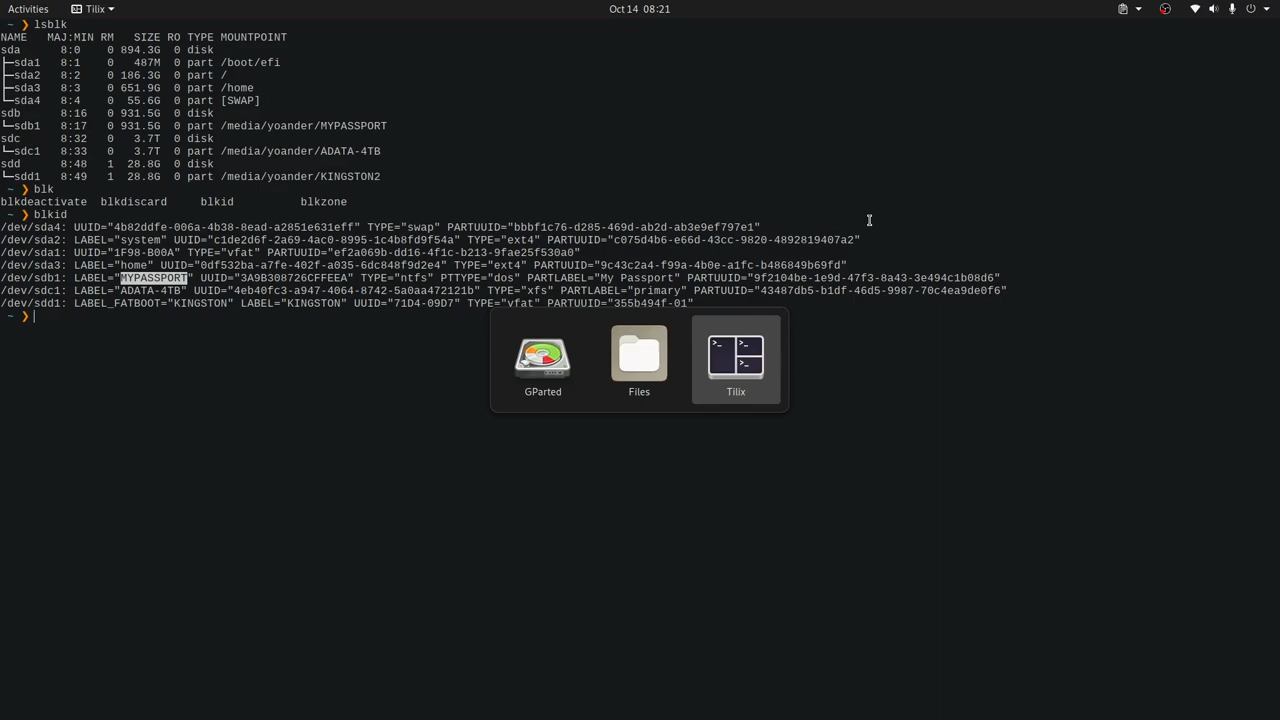 Activities Tilix Oct 14 08:21
~ ❯ lsblk
NAME   MAJ:MIN RM   SIZE RO TYPE MOUNTPOINT
sda      8:0    0 894.3G  0 disk
├─sda1   8:1    0   487M  0 part /boot/efi
├─sda2   8:2    0 186.3G  0 part /
├─sda3   8:3    0 651.9G  0 part /home
└─sda4   8:4    0  55.6G  0 part [SWAP]
sdb      8:16   0 931.5G  0 disk
└─sdb1   8:17   0 931.5G  0 part /media/yoander/MYPASSPORT
sdc      8:32   0   3.7T  0 disk
└─sdc1   8:33   0   3.7T  0 part /media/yoander/ADATA-4TB
sdd      8:48   1  28.8G  0 disk
└─sdd1   8:49   1  28.8G  0 part /media/yoander/KINGSTON2
~ ❯ blk
blkdeactivate  blkdiscard     blkid          blkzone
~ ❯ blkid
/dev/sda4: UUID="4b82ddfe-006a-4b38-8ead-a2851e631eff" TYPE="swap" PARTUUID="bbbf1c76-d285-469d-ab2d-ab3e9ef797e1"
/dev/sda2: LABEL="system" UUID="c1de2d6f-2a69-4ac0-8995-1c4b8fd9f54a" TYPE="ext4" PARTUUID="c075d4b6-e66d-43cc-9820-4892819407a2"
/dev/sda1: UUID="1F98-B00A" TYPE="vfat" PARTUUID="ef2a069b-dd16-4f1c-b213-9fae25f530a0"
/dev/sda3: LABEL="home" UUID="0df532ba-a7fe-402f-a035-6dc848f9d2e4" TYPE="ext4" PARTUUID="9c43c2a4-f99a-4b0e-a1fc-b486849b69fd"
/dev/sdb1: LABEL="MYPASSPORT" UUID="3A9B308726CFFEEA" TYPE="ntfs" PTTYPE="dos" PARTLABEL="My Passport" PARTUUID="9f2104be-1e9d-47f3-8a43-3e494c1b08d6"
/dev/sdc1: LABEL="ADATA-4TB" UUID="4eb40fc3-a947-4064-8742-5a0aa472121b" TYPE="xfs" PARTLABEL="primary" PARTUUID="43487db5-b1df-46d5-9987-70c4ea9de0f6"
/dev/sdd1: LABEL_FATBOOT="KINGSTON" LABEL="KINGSTON" UUID="71D4-09D7" TYPE="vfat" PARTUUID="355b494f-01"
~ ❯
GParted Files Tilix